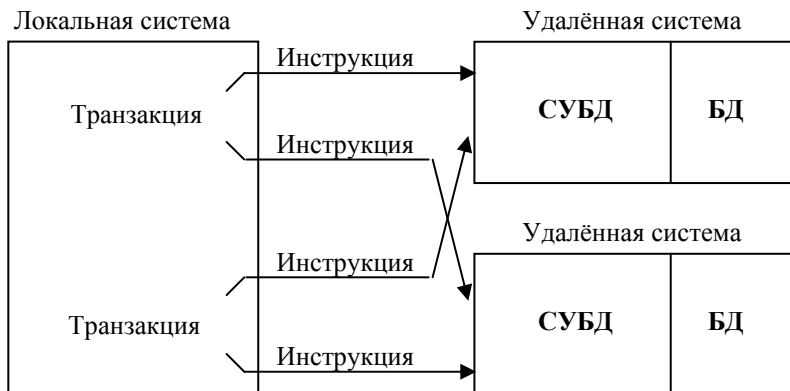 Локальная система
Удалённая система
Инструкция
Транзакция
СУБД
БД
Инструкция
Удалённая система
Инструкция
Транзакция
СУБД
БД
Инструкция